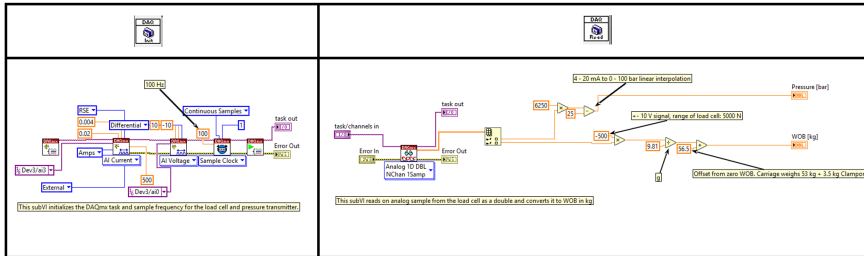 DAQ
Init
DAQ
Read
100 Hz
RSE
0.004
0.02
Differential
10
-10
100
Continuous Samples
1
task out
Error Out
Amps
AI Current
AI Voltage
Sample Clock
Dev3/ai3
500
External
Dev3/ai0
This subVI initializes the DAQmx task and sample frequency for the load cell and pressure transmitter.
4 - 20 mA to 0 - 100 bar linear interpolation
Pressure [bar]
DBL
6250
25
task out
task/channels in
+- 10 V signal, range of load cell: 5000 N
-500
WOB [kg]
DBL
Error In
Error Out
9.81
56.5
Analog 1D DBL
NChan 1Samp
g
Offset from zero WOB. Carriage weighs 53 kg + 3.5 kg Clampon
This subVI reads on analog sample from the load cell as a double and converts it to WOB in kg